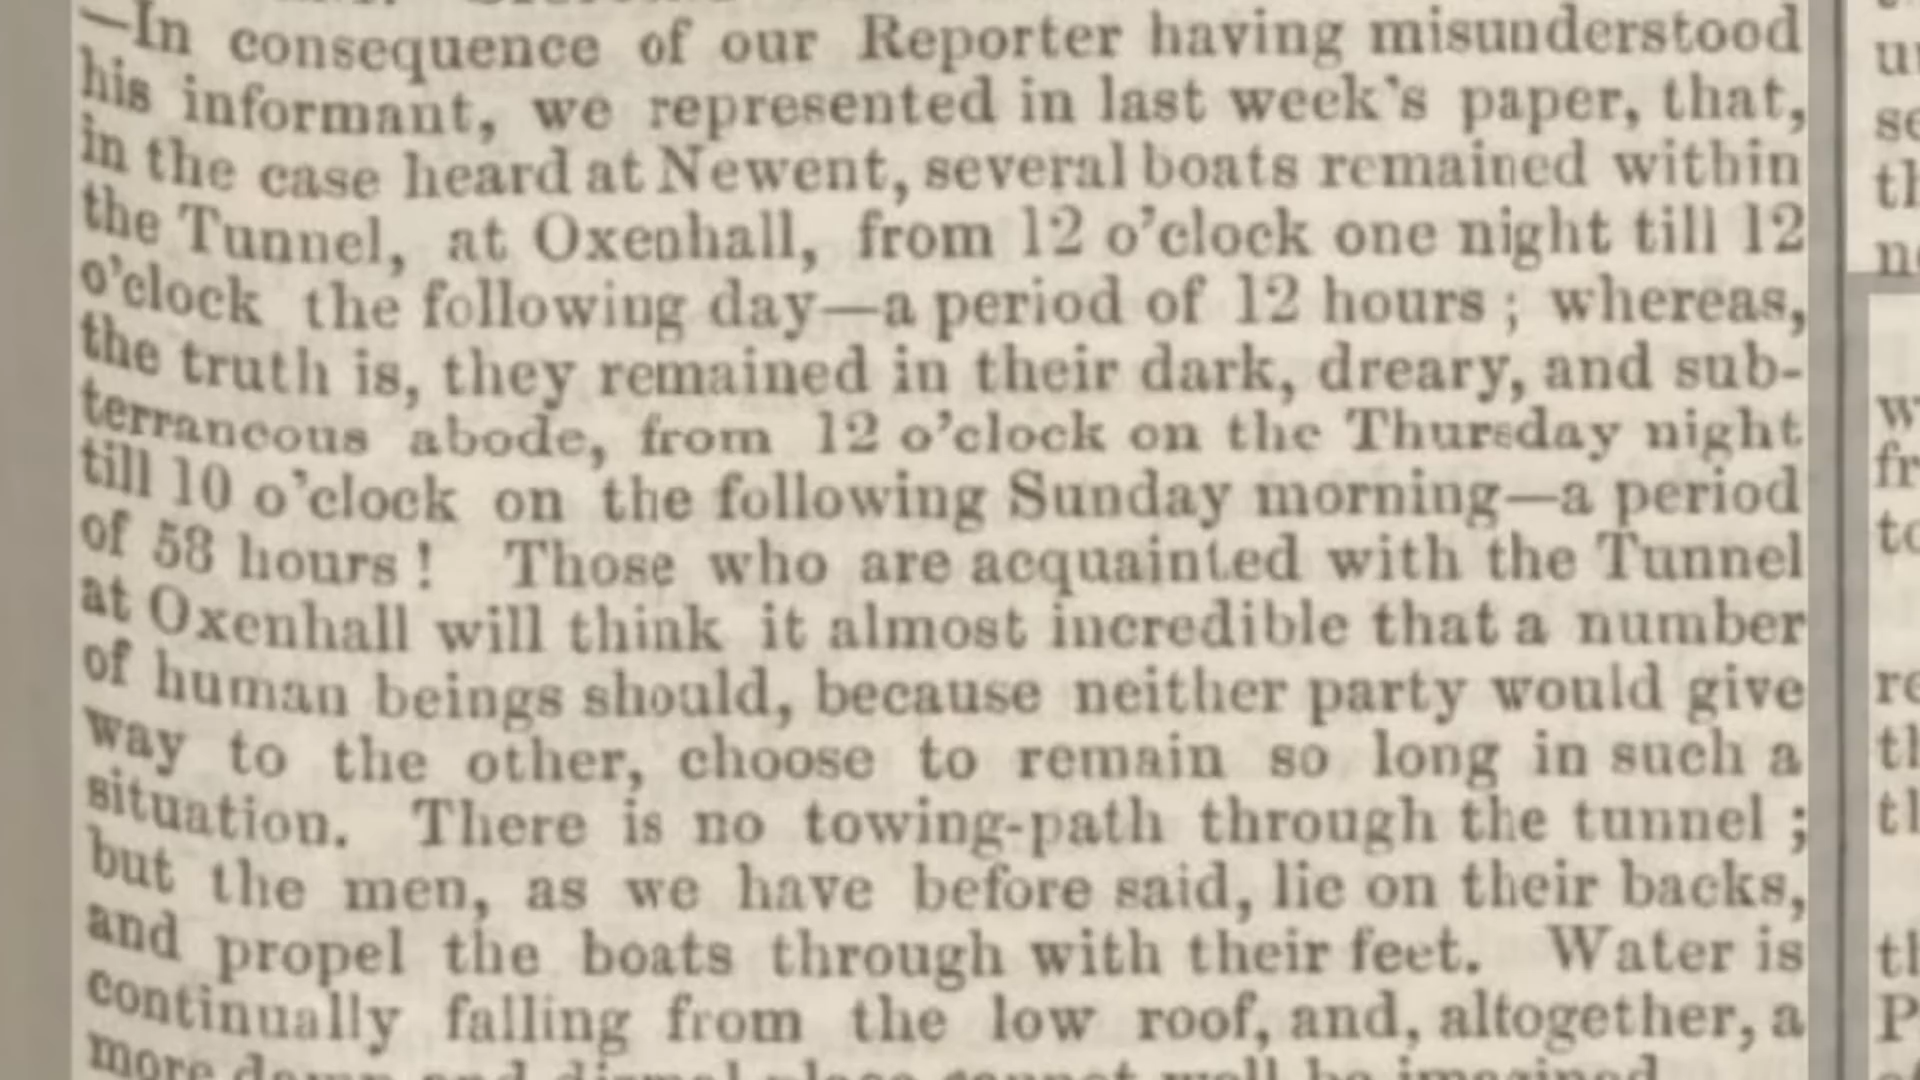 —In consequence of our Reporter having misunderstood
his informant, we represented in last week's paper, that,
in the case heard at Newent, several boats remained within
the Tunnel, at Oxenhall, from 12 o'clock one night till 12
o'clock the following day—a period of 12 hours; whereas,
the truth is, they remained in their dark, dreary, and sub-
terraneous abode, from 12 o'clock on the Thursday night
till 10 o'clock on the following Sunday morning—a period
of 58 hours! Those who are acquainted with the Tunnel
at Oxenhall will think it almost incredible that a number
of human beings should, because neither party would give
way to the other, choose to remain so long in such a
situation. There is no towing-path through the tunnel;
but the men, as we have before said, lie on their backs,
and propel the boats through with their feet. Water is
continually falling from the low roof, and, altogether, a
more damp and dismal place cannot well be imagined